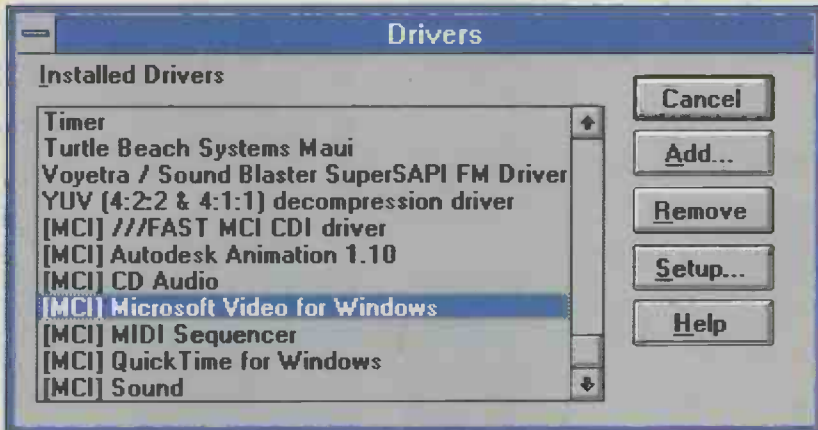 Drivers
Installed Drivers
Timer
Turtle Beach Systems Maui
Voyetra / Sound Blaster SuperSAPI FM Driver
YUV (4:2:2 & 4:1:1) decompression driver
[MCI] ///FAST MCI CDI driver
[MCI] Autodesk Animation 1.10
[MCI] CD Audio
[MCI] Microsoft Video for Windows
[MCI] MIDI Sequencer
[MCI] QuickTime for Windows
[MCI] Sound
Cancel
Add...
Remove
Setup...
Help